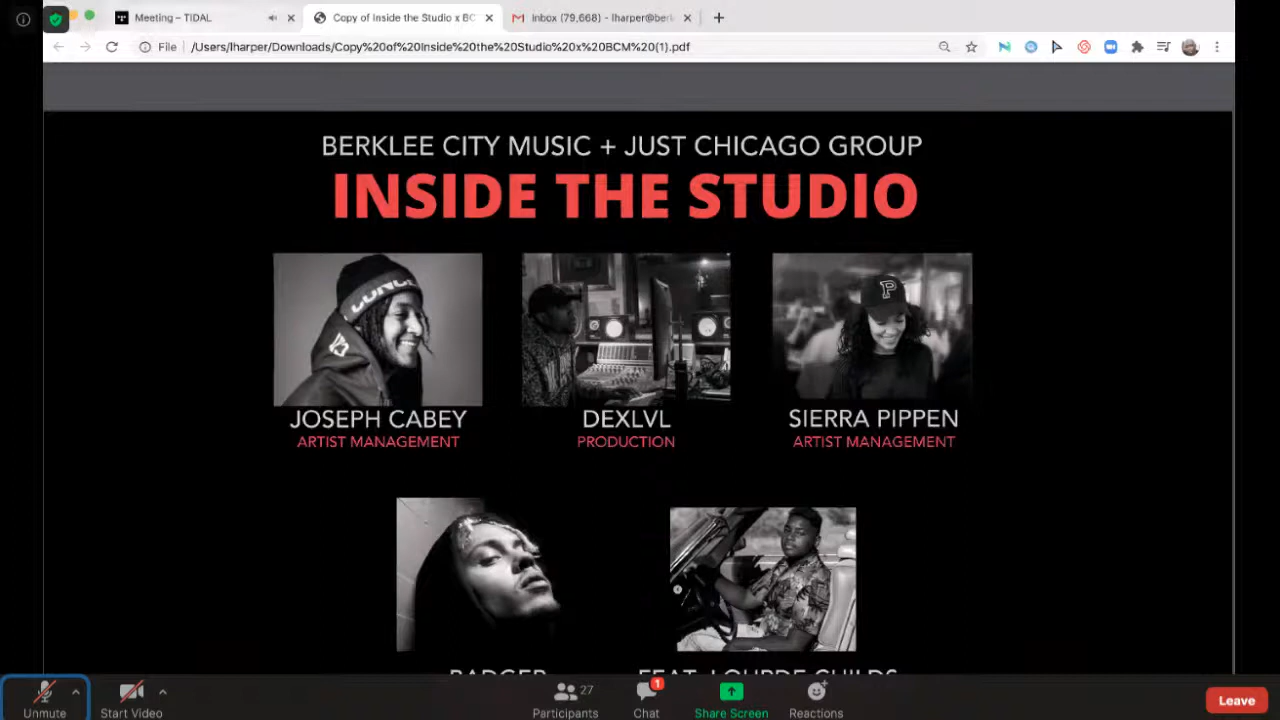 Meeting – TIDAL
Copy of Inside the Studio x BC
Inbox (79,668) - lharper@berl
File
/Users/lharper/Downloads/Copy%20of%20Inside%20the%20Studio%20x%20BCM%20(1).pdf
BERKLEE CITY MUSIC + JUST CHICAGO GROUP
INSIDE THE STUDIO
P
JOSEPH CABEY
DEXLVL
SIERRA PIPPEN
ARTIST MANAGEMENT
PRODUCTION
ARTIST MANAGEMENT
27
1
Unmute
Start Video
Participants
Chat
Share Screen
Reactions
Leave